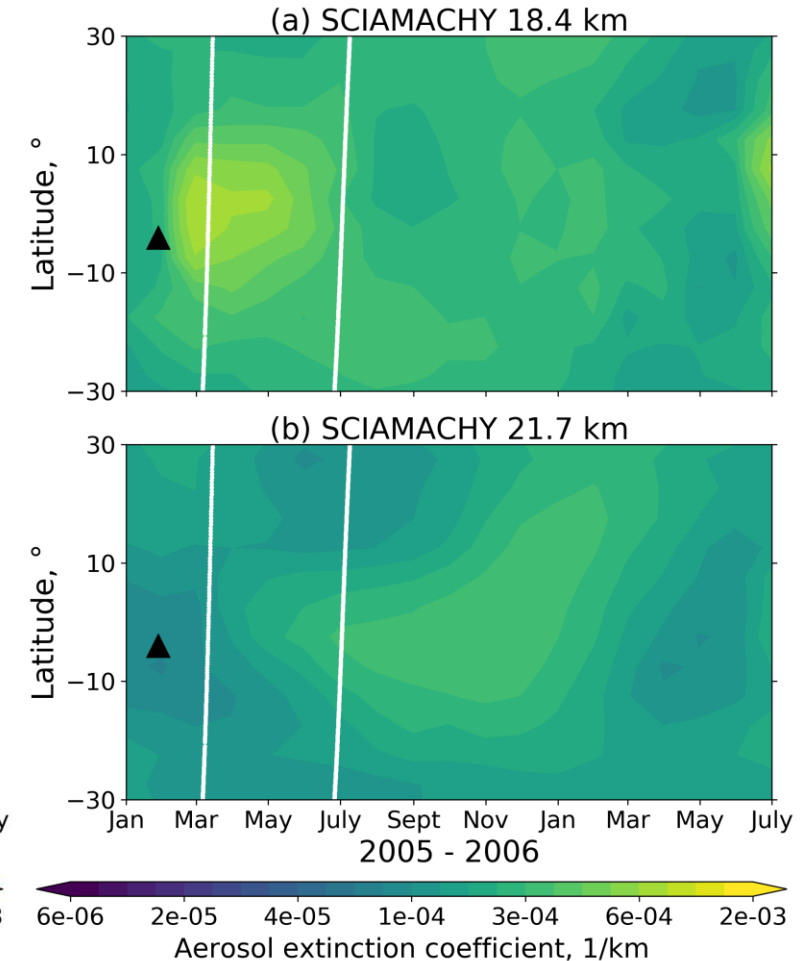 (a) SCIAMACHY 18.4 km
30
10
−10
−30
Latitude, °
(b) SCIAMACHY 21.7 km
30
10
−10
−30
Latitude, °
y Jan Mar May July Sept Nov Jan Mar May July
2005 - 2006
3 6e-06 2e-05 4e-05 1e-04 3e-04 6e-04 2e-03
Aerosol extinction coefficient, 1/km